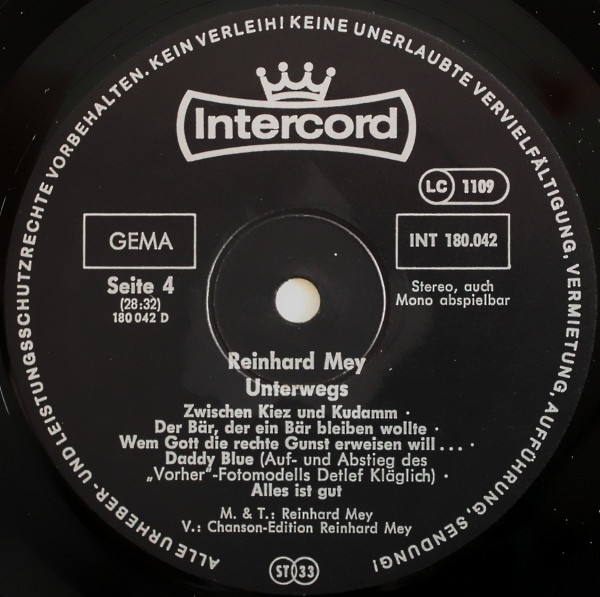 ALLE URHEBER- UND LEISTUNGSSCHUTZRECHTE VORBEHALTEN. KEIN VERLEIH! KEINE UNERLAUBTE VERVIELFÄLTIGUNG, VERMIETUNG, AUFFÜHRUNG, SENDUNG!
Intercord
LC 1109
GEMA
INT 180.042
Seite 4
(28:32)
180 042 D
Stereo, auch
Mono abspielbar
Reinhard Mey
Unterwegs
Zwischen Kiez und Kudamm ·
Der Bär, der ein Bär bleiben wollte ·
Wem Gott die rechte Gunst erweisen will ... ·
Daddy Blue (Auf- und Abstieg des
„Vorher“-Fotomodells Detlef Kläglich) ·
Alles ist gut
M. & T.: Reinhard Mey
V.: Chanson-Edition Reinhard Mey
ST 33